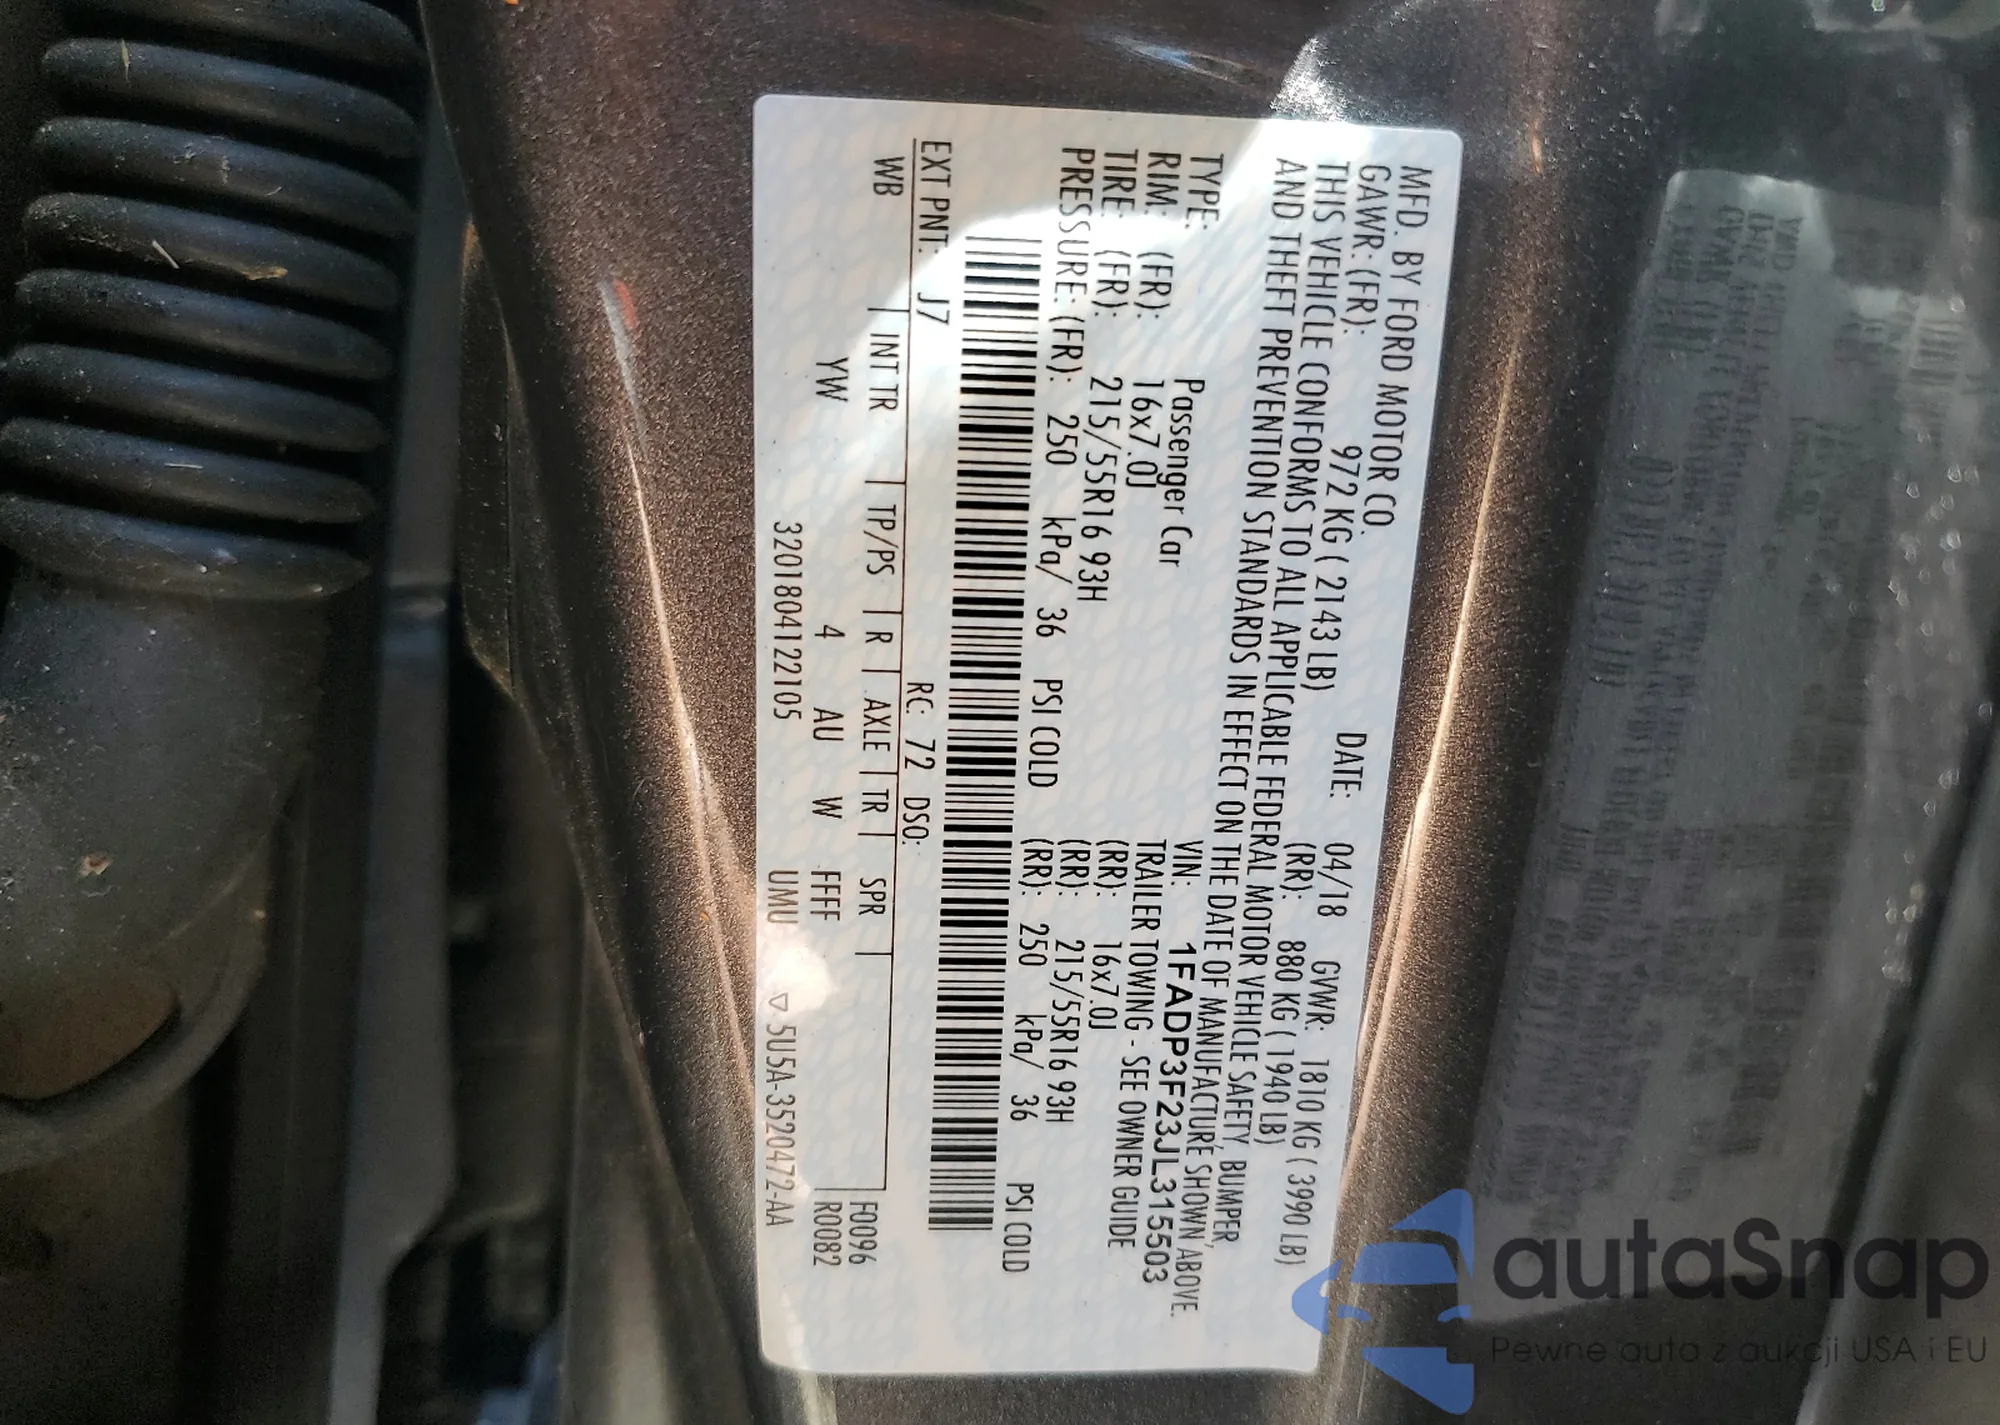 MFD. BY FORD MOTOR CO.
DATE: 04/18 GVWR: 1810 KG ( 3990 LB)
GAWR: (FR): 972 KG ( 2143 LB) (RR): 880 KG ( 1940 LB)
THIS VEHICLE CONFORMS TO ALL APPLICABLE FEDERAL MOTOR VEHICLE SAFETY, BUMPER,
AND THEFT PREVENTION STANDARDS IN EFFECT ON THE DATE OF MANUFACTURE SHOWN ABOVE.
VIN: 1FADP3F23JL315503
TYPE: Passenger Car TRAILER TOWING - SEE OWNER GUIDE
RIM: (FR): 16x7.0J (RR): 16x7.0J
TIRE: (FR): 215/55R16 93H (RR): 215/55R16 93H
PRESSURE: (FR): 250 kPa/ 36 PSI COLD (RR): 250 kPa/ 36 PSI COLD
EXT PNT: J7 RC: 72 DSO:
WB | INT TR | TP/PS | R | AXLE | TR | SPR | F0096
YW 4 AU W FFFF R0082
3201804122105 UMU ▽ 5U5A-3520472-AA
autaSnap
Pewne auta z aukcji USA i EU